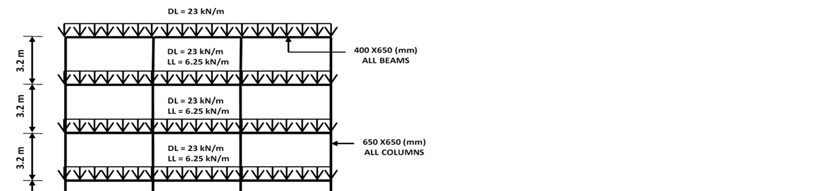 DL = 23 kN/m
400 X650 (mm)
ALL BEAMS
3.2 m
DL = 23 kN/m
LL = 6.25 kN/m
3.2 m
DL = 23 kN/m
LL = 6.25 kN/m
650 X650 (mm)
ALL COLUMNS
3.2 m
DL = 23 kN/m
LL = 6.25 kN/m